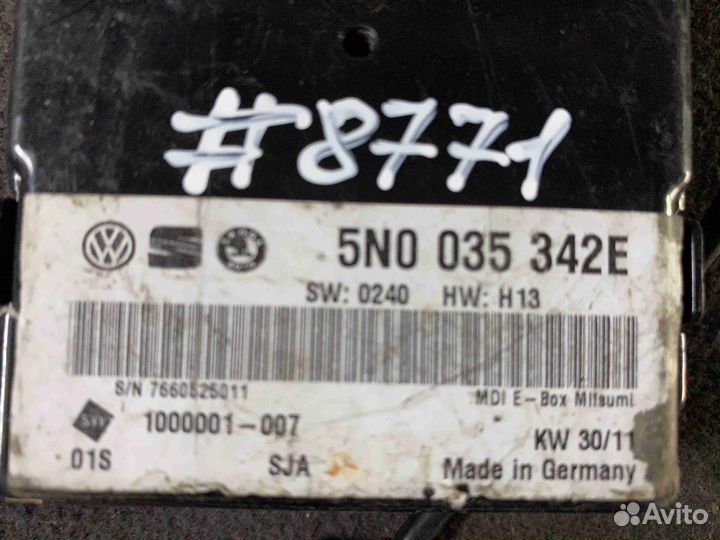 #8771
5N0 035 342E
SW: 0240 HW: H13
S/N 7660525011
MDI E-Box Mitsumi
1000001-007
KW 30/11
01S SJA Made in Germany
Avito